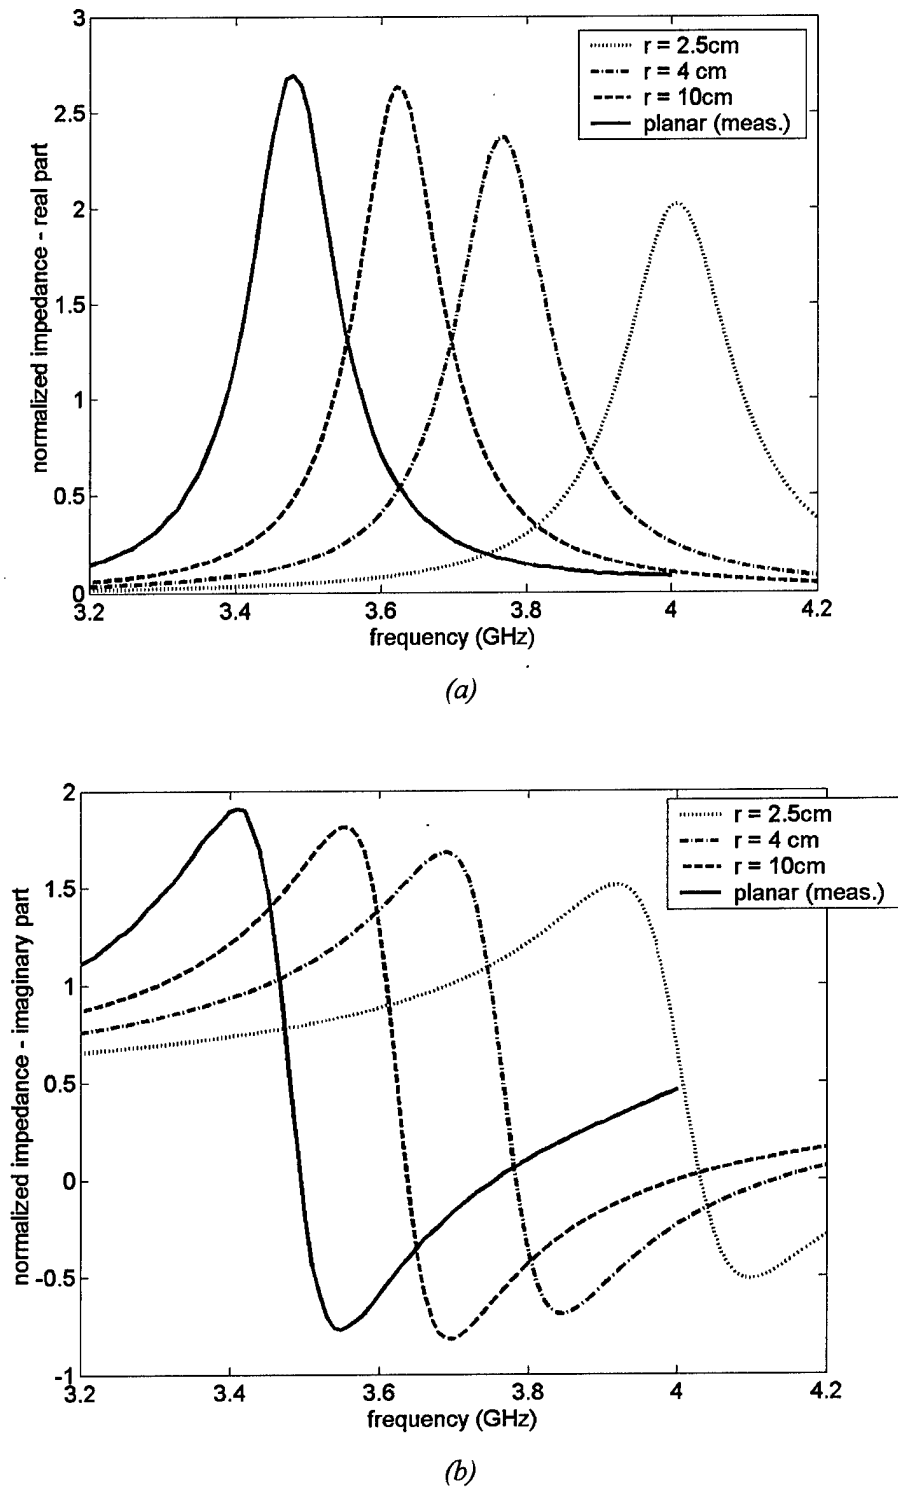 3
2.5
2
1.5
1
0.5
0
normalized impedance - real part
r = 2.5cm
r = 4 cm
r = 10cm
planar (meas.)
3.2
3.4
3.6
3.8
4
4.2
frequency (GHz)
(a)
2
1.5
1
0.5
0
-0.5
-1
normalized impedance - imaginary part
r = 2.5cm
r = 4 cm
r = 10cm
planar (meas.)
3.2
3.4
3.6
3.8
4
4.2
frequency (GHz)
(b)